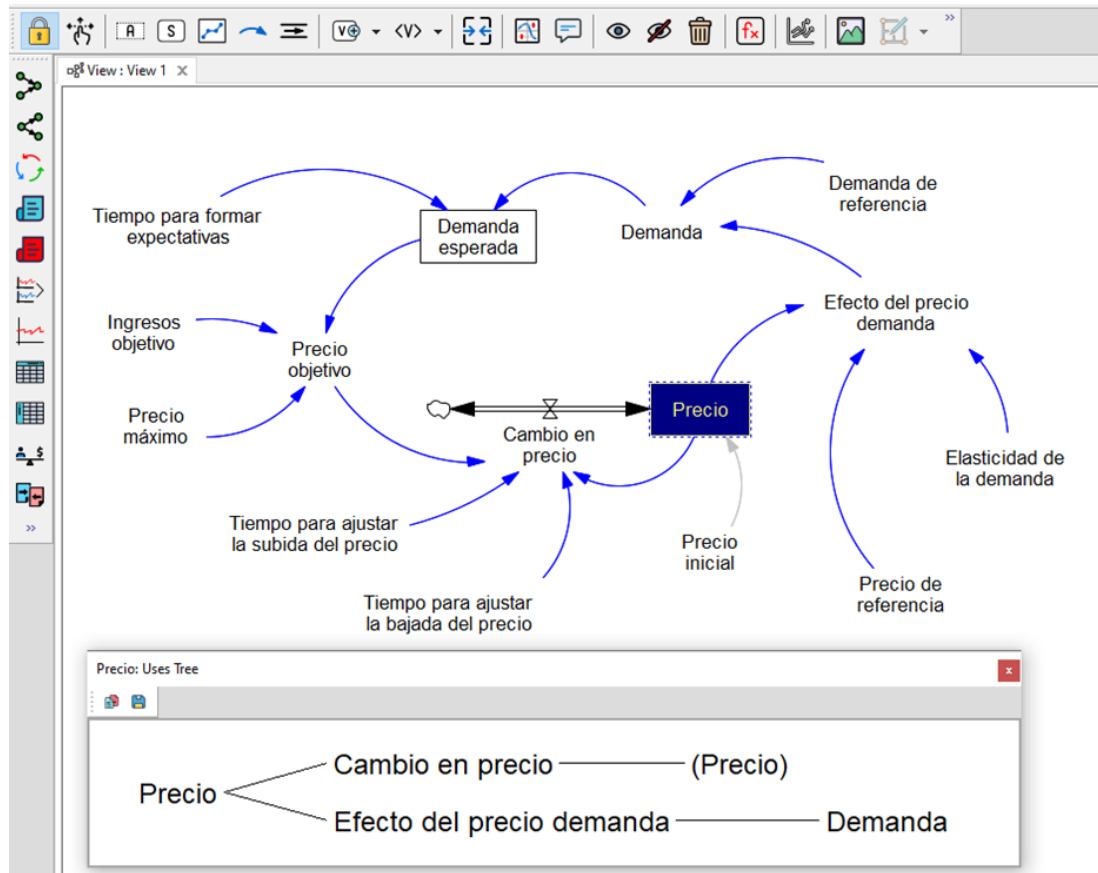 A
S
V
<V>
»
fx
»
View : View 1 X
Demanda de
referencia
Tiempo para formar
expectativas
Demanda
esperada
Demanda
Efecto del precio
demanda
Ingresos
objetivo
Precio
objetivo
Precio
Precio
máximo
Cambio en
precio
Elasticidad de
la demanda
Tiempo para ajustar
la subida del precio
Precio
inicial
Precio de
referencia
Tiempo para ajustar
la bajada del precio
$
»
Precio: Uses Tree
x
Cambio en precio
(Precio)
Precio
Efecto del precio demanda
Demanda